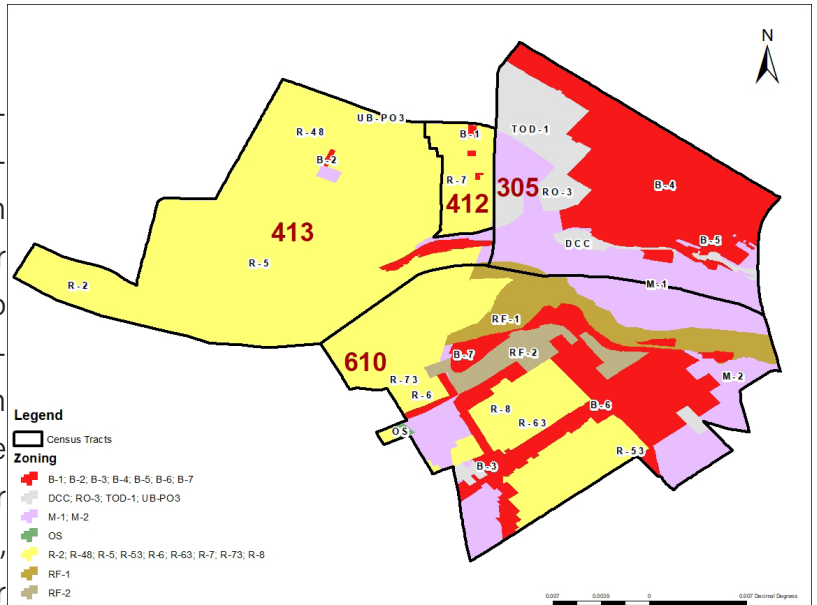 N
UB-PO3
R-48
B-1
TOD-1
B-2
R-7
305
RO-3
B-4
412
413
DCC
B-5
R-5
R-2
M-1
RF-1
B-7
RF-2
610
M-2
R-73
R-6
R-8
B-6
R-63
OS
R-53
B-3
Legend
Census Tracts
Zoning
B-1; B-2; B-3; B-4; B-5; B-6; B-7
DCC; RO-3; TOD-1; UB-PO3
M-1; M-2
OS
R-2; R-48; R-5; R-53; R-6; R-63; R-7; R-73; R-8
RF-1
RF-2
0.007 0.0035 0 0.007 Decimal Degrees